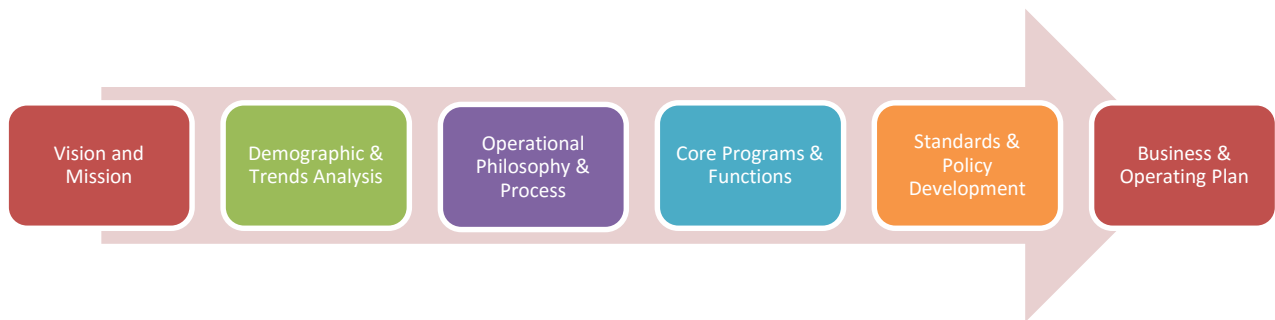 Vision and
Mission
Demographic &
Trends Analysis
Operational
Philosophy &
Process
Core Programs &
Functions
Standards &
Policy
Development
Business &
Operating Plan